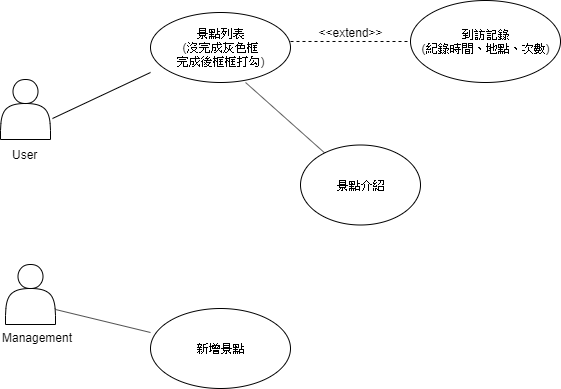 景點列表
(沒完成灰色框
完成後框框打勾)
<<extend>>
到訪記錄
(紀錄時間、地點、次數)
User
景點介紹
Management
新增景點